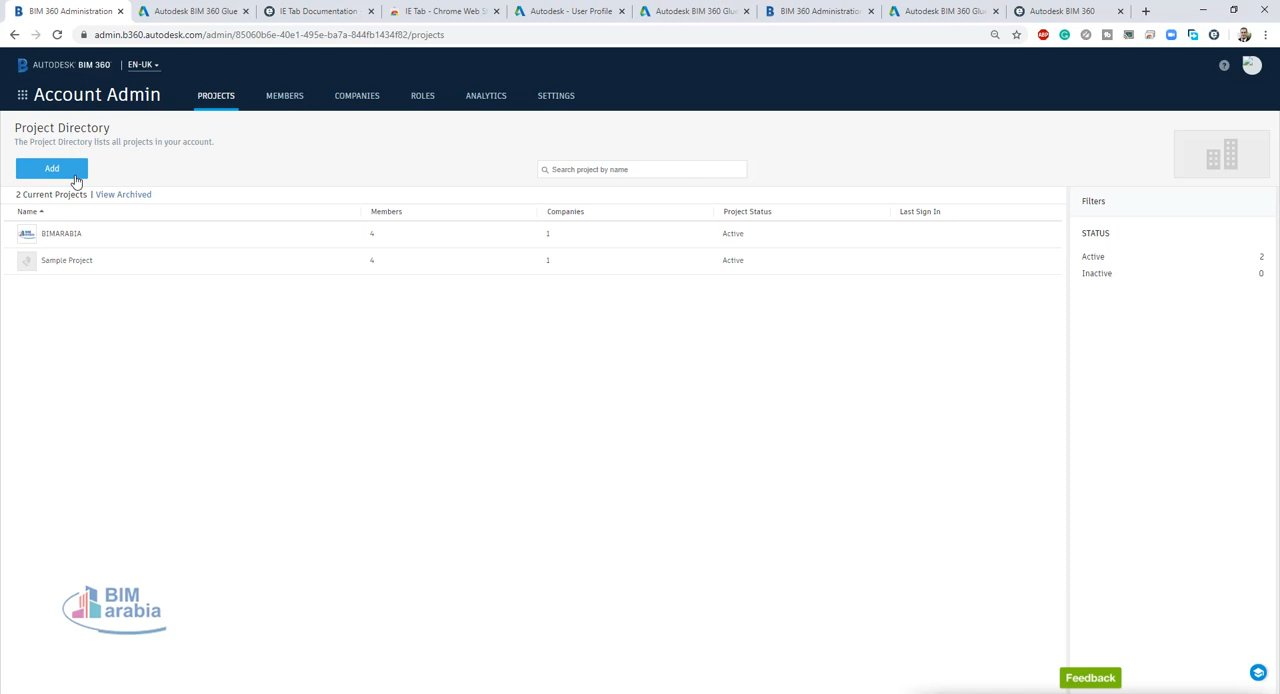 BIM 360 Administration
Autodesk BIM 360 Glue
IE Tab Documentation
IE Tab - Chrome Web S
Autodesk - User Profile
Autodesk BIM 360 Glu
BIM 360 Administratio
Autodesk BIM 360 Glu
Autodesk BIM 360
admin.b360.autodesk.com/admin/85060b6e-40e1-495e-ba7a-844fb1434f82/projects
ABP
AUTODESK® BIM 360® | EN-UK
Account Admin
PROJECTS
MEMBERS
COMPANIES
ROLES
ANALYTICS
SETTINGS
Project Directory
The Project Directory lists all projects in your account.
Add
Search project by name
2 Current Projects | View Archived
Filters
Name
Members
Companies
Project Status
Last Sign In
BIMARABIA
4
1
Active
Sample Project
4
1
Active
STATUS
Active 2
Inactive 0
BIM
arabia
Feedback